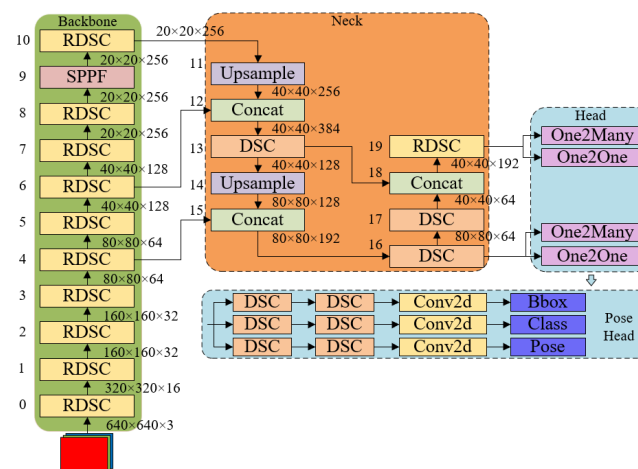 Backbone
10 RDSC
20×20×256
9 SPPF
20×20×256
8 RDSC
20×20×256
7 RDSC
40×40×128
6 RDSC
40×40×128
5 RDSC
80×80×64
4 RDSC
80×80×64
3 RDSC
160×160×32
2 RDSC
160×160×32
1 RDSC
320×320×16
0 RDSC
640×640×3
20×20×256
Neck
11 Upsample
40×40×256
12 Concat
40×40×384
13 DSC
40×40×128
14 Upsample
80×80×128
15 Concat
80×80×192
19 RDSC
40×40×192
18 Concat
40×40×64
17 DSC
80×80×64
16 DSC
Head
One2Many
One2One
One2Many
One2One
DSC DSC Conv2d Bbox
DSC DSC Conv2d Class
DSC DSC Conv2d Pose
Pose
Head